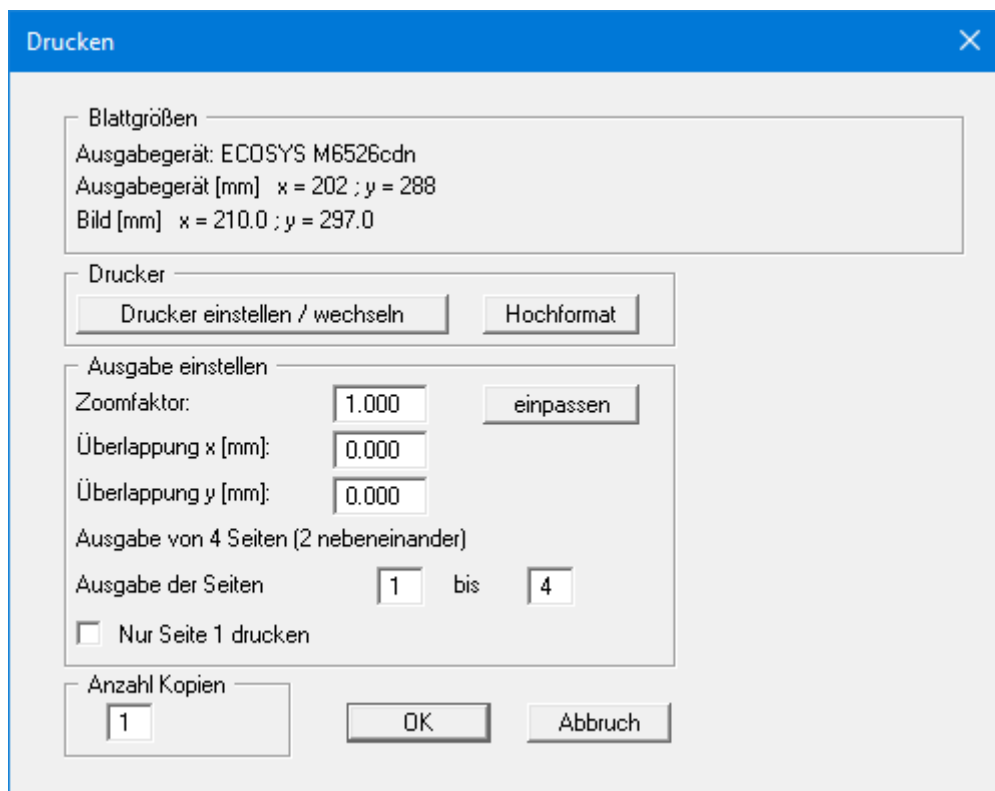 Drucken
Blattgrößen
Ausgabegerät: ECOSYS M6526cdn
Ausgabegerät [mm]   x = 202 ; y = 288
Bild [mm]   x = 210.0 ; y = 297.0
Drucker
Drucker einstellen / wechseln   Hochformat
Ausgabe einstellen
Zoomfaktor:   1.000   einpassen
Überlappung x [mm]:   0.000
Überlappung y [mm]:   0.000
Ausgabe von 4 Seiten (2 nebeneinander)
Ausgabe der Seiten   1   bis   4
Nur Seite 1 drucken
Anzahl Kopien
1   OK   Abbruch